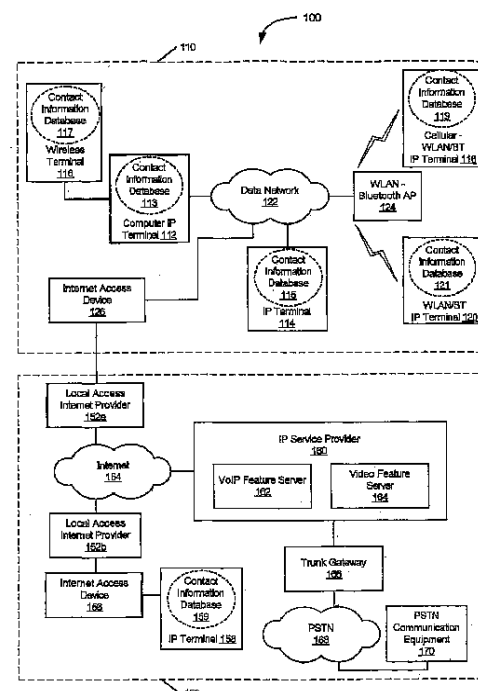 100
110
Contact
Information
Database
117
Wireless
Terminal
116
Contact
Information
Database
113
Computer IP
Terminal 112
Data Network
122
Contact
Information
Database
115
IP Terminal
114
WLAN -
Bluetooth AP
124
Contact
Information
Database
119
Cellular -
WLAN/BT
IP Terminal 118
Contact
Information
Database
121
WLAN/BT
IP Terminal 120
Internet Access
Device
126
Local Access
Internet Provider
152a
Internet
154
Local Access
Internet Provider
152b
Internet Access
Device
156
Contact
Information
Database
159
IP Terminal 158
IP Service Provider
160
VoIP Feature Server
162
Video Feature
Server
164
Trunk Gateway
166
PSTN
168
PSTN
Communication
Equipment
170